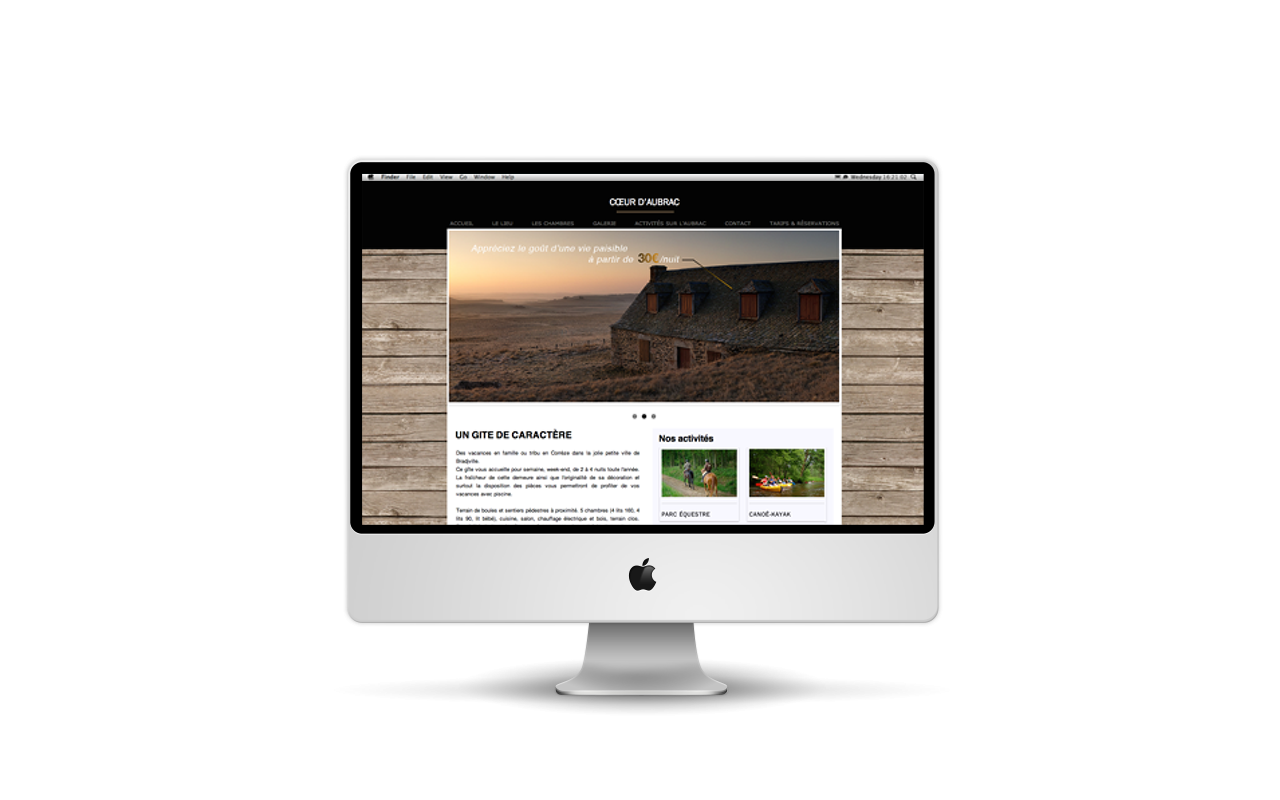 Finder File Edit View Go Window Help
Wednesday 16:21:02
CŒUR D'AUBRAC
ACCUEIL LE LIEU LES CHAMBRES GALERIE ACTIVITÉS SUR L'AUBRAC CONTACT TARIFS & RÉSERVATIONS
Appréciez le goût d'une vie paisible
à partir de 30€/nuit
UN GITE DE CARACTÈRE
Des vacances en famille ou tribu en Corrèze dans la jolie petite ville de
Ce gîte vous accueille pour semaine, week-end, de 2 à 4 nuits toute l'année.
La fraîcheur de cette demeure ainsi que l'originalité de sa décoration et
surtout la disposition des pièces vous permettront de profiter de vos
vacances avec piscine.
Terrain de boules et sentiers pédestres à proximité. 5 chambres (4 lits 160, 4
lits 90, lit bébé), cuisine, salon, chauffage électrique et bois, terrain clos.
Nos activités
PARC ÉQUESTRE
CANOË-KAYAK